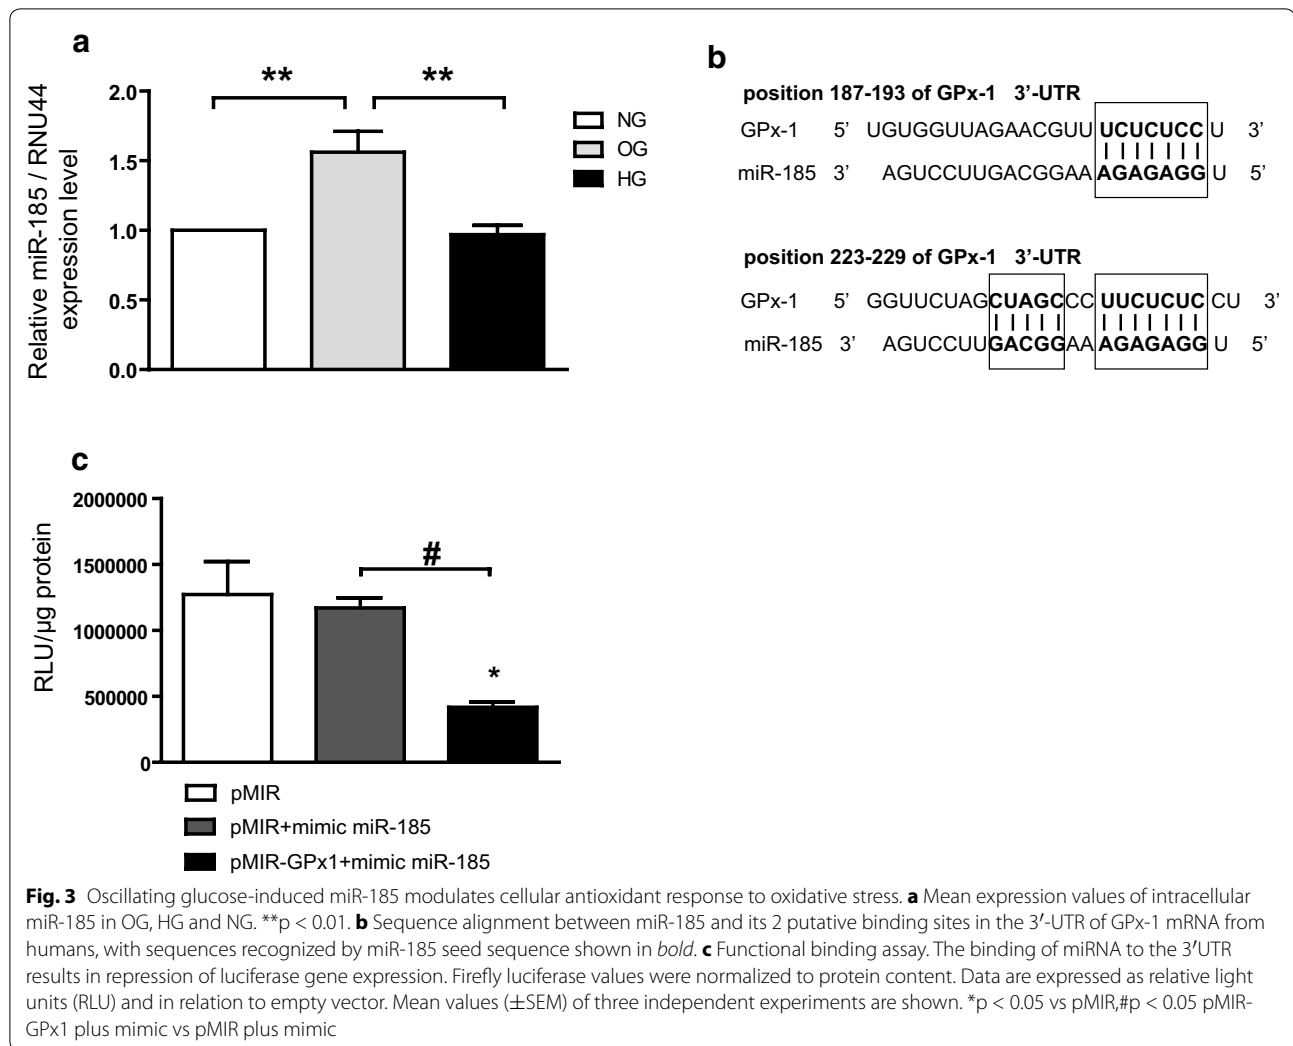 a
** **
2.0
1.5
1.0
0.5
0.0
Relative miR-185 / RNU44
expression level
NG
OG
HG
b
position 187-193 of GPx-1 3’-UTR
GPx-1 5’ UGUGGUUAGAACGUU UCUCUCC U 3’
miR-185 3’ AGUCCUUGACGGAA AGAGAGG U 5’
position 223-229 of GPx-1 3’-UTR
GPx-1 5’ GGUUCUAG CUAGC CC UUCUCUC CU 3’
miR-185 3’ AGUCCUU GACGG AA AGAGAGG U 5’
c
2000000
1500000
1000000
500000
0
RLU/µg protein
#
*
pMIR
pMIR+mimic miR-185
pMIR-GPx1+mimic miR-185
Fig. 3 Oscillating glucose-induced miR-185 modulates cellular antioxidant response to oxidative stress. a Mean expression values of intracellular
miR-185 in OG, HG and NG. **p < 0.01. b Sequence alignment between miR-185 and its 2 putative binding sites in the 3′-UTR of GPx-1 mRNA from
humans, with sequences recognized by miR-185 seed sequence shown in bold. c Functional binding assay. The binding of miRNA to the 3′UTR
results in repression of luciferase gene expression. Firefly luciferase values were normalized to protein content. Data are expressed as relative light
units (RLU) and in relation to empty vector. Mean values (±SEM) of three independent experiments are shown. *p < 0.05 vs pMIR,#p < 0.05 pMIR-
GPx1 plus mimic vs pMIR plus mimic